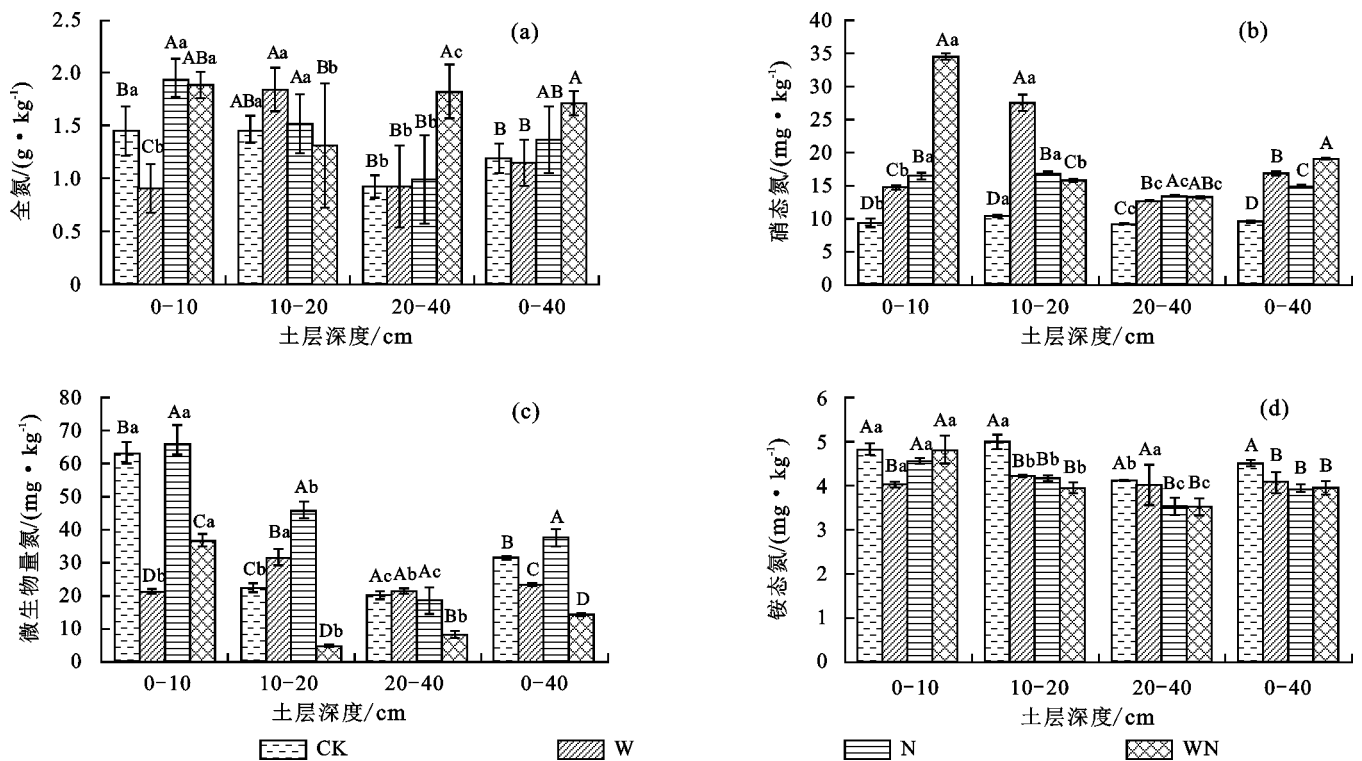 (a)
全氮/(g·kg⁻¹)
2.5
2.0
1.5
1.0
0.5
0
Ba Cb Aa ABa
ABa Aa Aa Bb
Bb Bb Bb Ac
B B AB A
0-10 10-20 20-40 0-40
土层深度/cm
(b)
硝态氮/(mg·kg⁻¹)
40
35
30
25
20
15
10
5
0
Db Cb Ba Aa
Da Aa Ba Cb
Cc Bc Ac ABc
D B C A
0-10 10-20 20-40 0-40
土层深度/cm
(c)
微生物量氮/(mg·kg⁻¹)
80
70
60
50
40
30
20
10
0
Ba Db Aa Ca
Cb Ba Ab Db
Ac Ab Ac Bb
B C A D
0-10 10-20 20-40 0-40
土层深度/cm
(d)
铵态氮/(mg·kg⁻¹)
6
5
4
3
2
1
0
Aa Ba Aa Aa
Aa Bb Bb Bb
Ab Aa Bc Bc
A B B B
0-10 10-20 20-40 0-40
土层深度/cm
CK W N WN